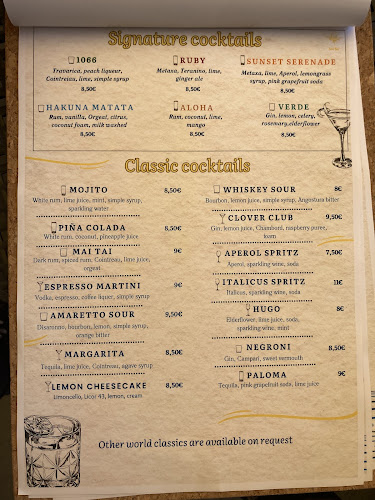 Signature cocktails
1066
RUBY
SUNSET SERENADE
Travarica, peach liqueur,
Cointreau, lime, simple syrup
8,50€
Metaxa, Teranino, lime,
ginger ale
8,50€
Metaxa, lime, Aperol, lemongrass
syrup, pink grapefruit soda
8,50€
HAKUNA MATATA
ALOHA
VERDE
Rum, vanilla, Orgeat, citrus,
coconut foam, milk washed
8,50€
Rum, coconut, lime,
mango
8,50€
Gin, lemon, celery,
rosemary, elderflower
8,50€
Classic cocktails
MOJITO 8,50€
White rum, lime juice, mint, simple syrup,
sparkling water
PIÑA COLADA 8,50€
White rum, coconut, pineapple juice
MAI TAI 9€
Dark rum, spiced rum, Cointreau, lime juice,
orgeat
ESPRESSO MARTINI 9€
Vodka, espresso, coffee liquer, simple syrup
AMARETTO SOUR 9,50€
Disaronno, bourbon, lemon, simple syrup,
orange bitter
MARGARITA 8,50€
Tequila, lime juice, Cointreau, agave syrup
LEMON CHEESECAKE 8,50€
Limoncello, Licor 43, lemon, cream
WHISKEY SOUR 8€
Bourbon, lemon juice, simple syrup, Angostura bitter
CLOVER CLUB 9,50€
Gin, lemon juice, Chambord, raspberry puree,
foam
APEROL SPRITZ 7,50€
Aperol, sparkling wine, soda
ITALICUS SPRITZ 11€
Italicus, sparkling wine, soda
HUGO 8€
Elderflower, lime juice, soda,
sparkling wine, mint
NEGRONI 8,50€
Gin, Campari, sweet vermouth
PALOMA 9€
Tequila, pink grapefruit soda, lime juice
Other world classics are available on request